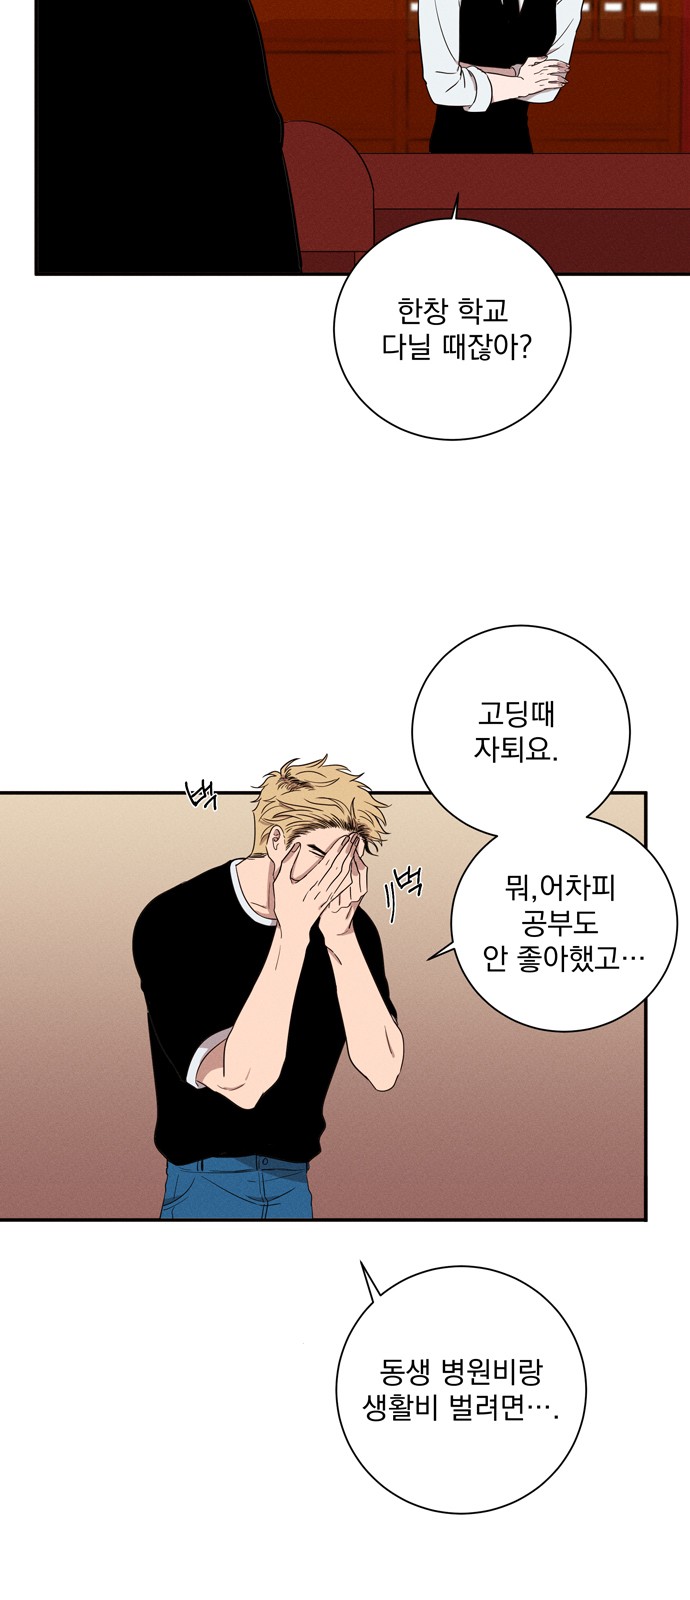 한창 학교
다닐 때잖아?
고딩때
자퇴요.
벅
벅
뭐,어차피
공부도
안 좋아했고…
동생 병원비랑
생활비 벌려면….